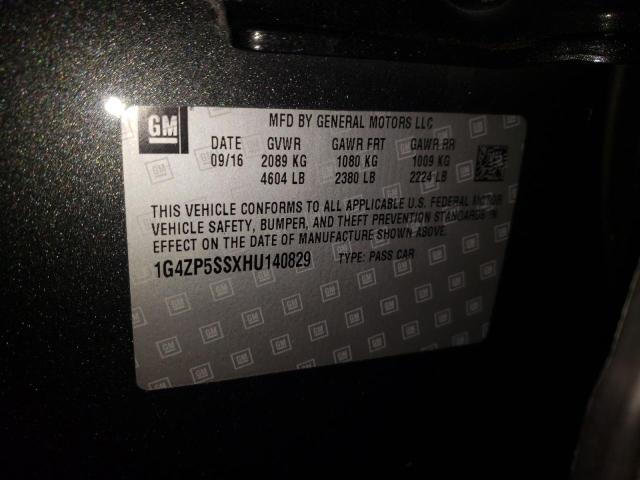 GM
MFD BY GENERAL MOTORS LLC
DATE GVWR GAWR FRT GAWR RR
09/16 2089 KG 1080 KG 1009 KG
4604 LB 2380 LB 2224 LB
THIS VEHICLE CONFORMS TO ALL APPLICABLE U.S. FEDERAL MOTOR
VEHICLE SAFETY, BUMPER, AND THEFT PREVENTION STANDARDS IN
EFFECT ON THE DATE OF MANUFACTURE SHOWN ABOVE.
1G4ZP5SSXHU140829 TYPE: PASS CAR